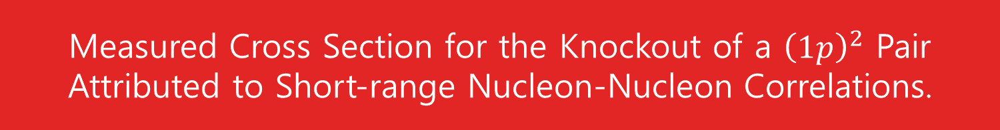 Measured Cross Section for the Knockout of a $(1p)^2$ Pair
Attributed to Short-range Nucleon-Nucleon Correlations.